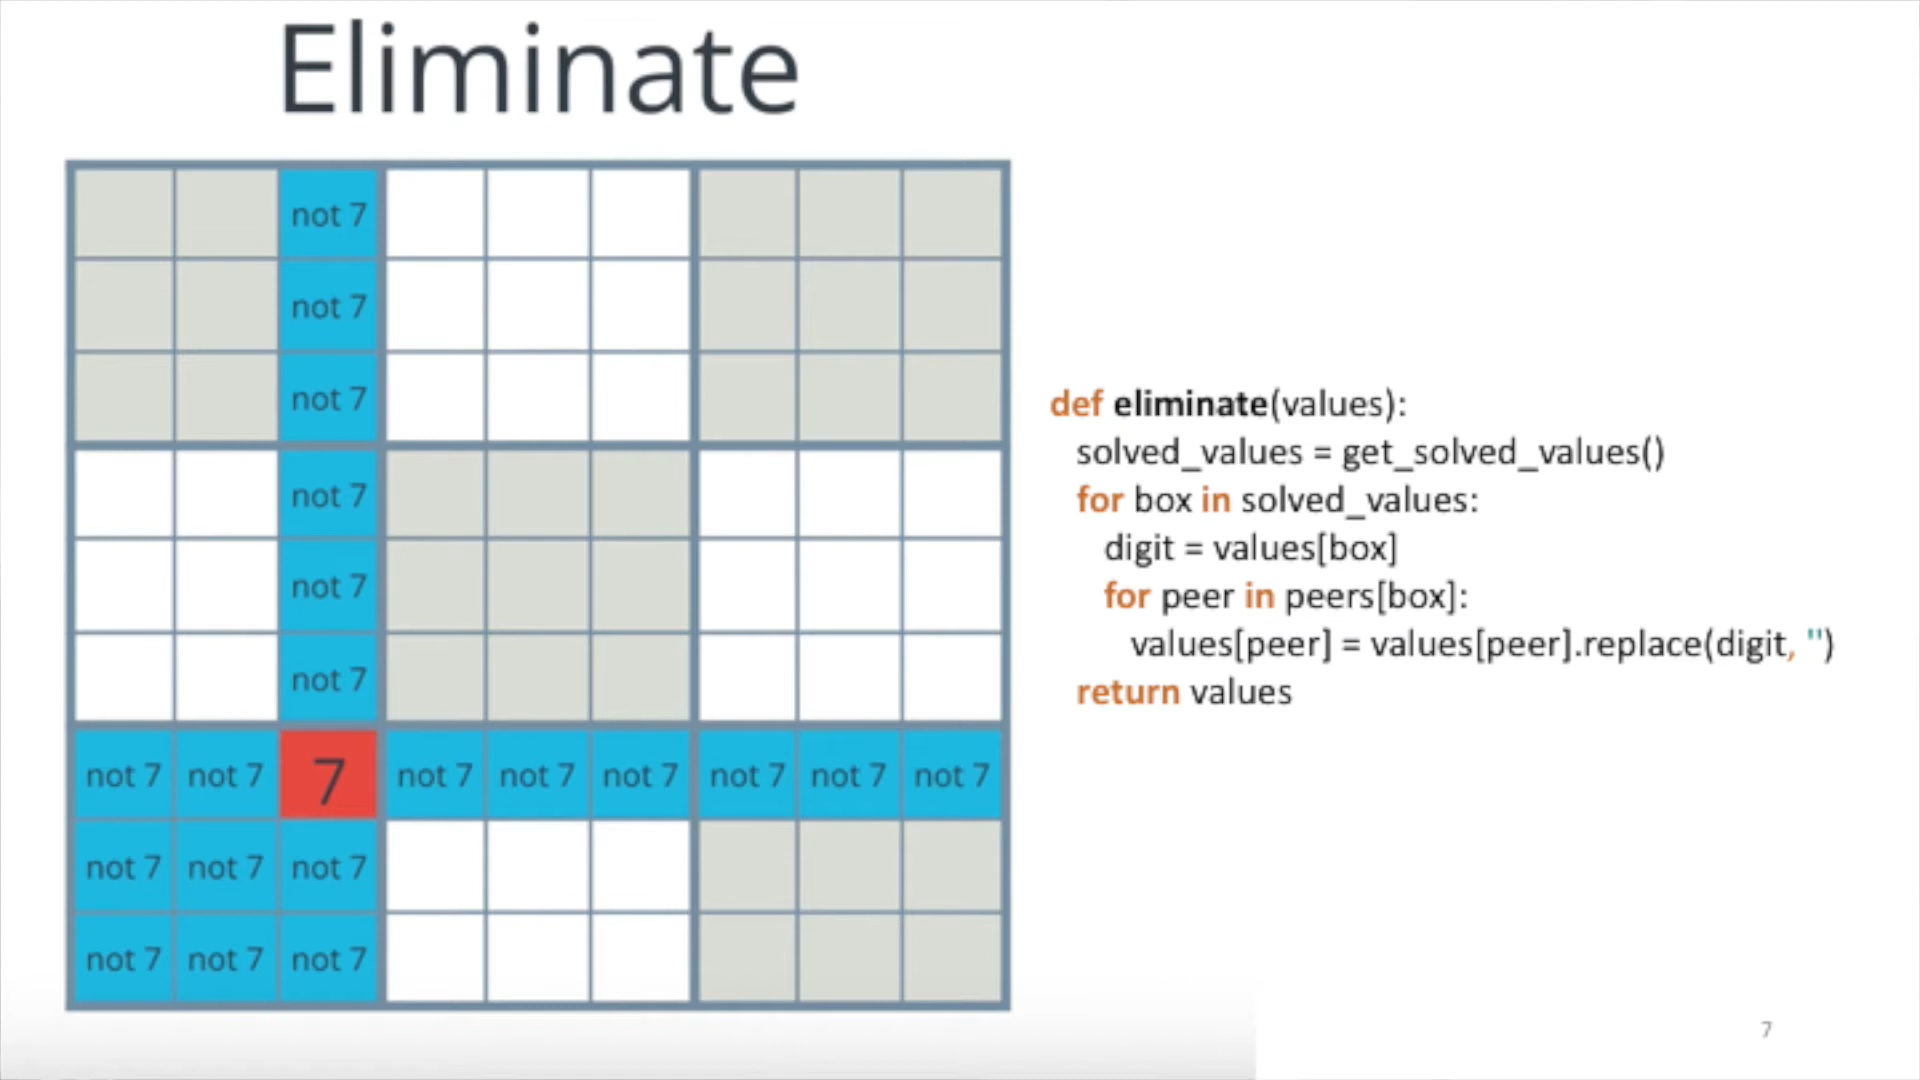 Eliminate
not 7
not 7
not 7
not 7
not 7
not 7
not 7 not 7 7 not 7 not 7 not 7 not 7 not 7 not 7
not 7 not 7 not 7
not 7 not 7 not 7
def eliminate(values):
solved_values = get_solved_values()
for box in solved_values:
digit = values[box]
for peer in peers[box]:
values[peer] = values[peer].replace(digit, '')
return values
7